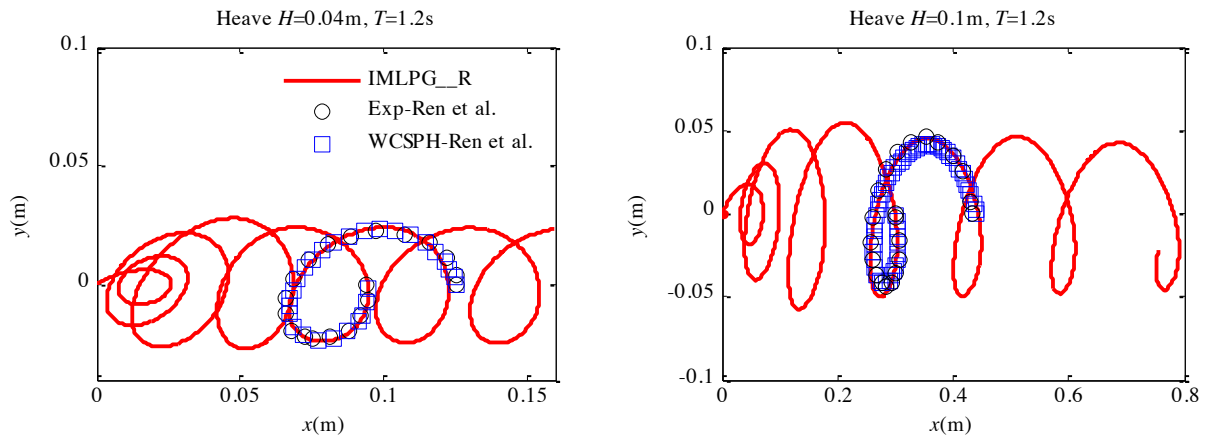 Heave H=0.04m, T=1.2s
0.1
0.05
0
y(m)
IMLPG__R
Exp-Ren et al.
WCSPH-Ren et al.
0
0.05
0.1
0.15
x(m)
Heave H=0.1m, T=1.2s
0.1
0.05
0
-0.05
-0.1
y(m)
0
0.2
0.4
0.6
0.8
x(m)